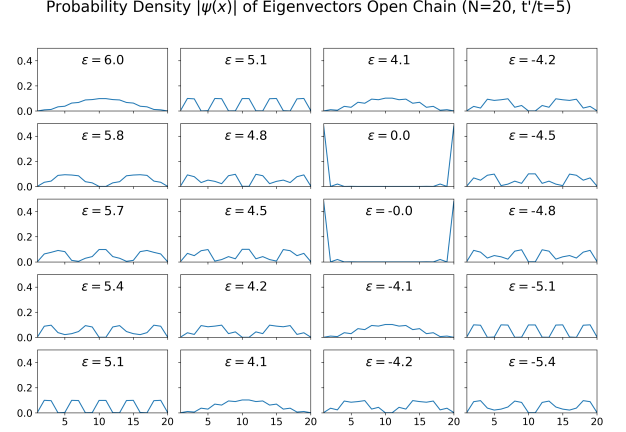 Probability Density |ψ(x)| of Eigenvectors Open Chain (N=20, t'/t=5)
0.4 ε = 6.0 ε = 5.1 ε = 4.1 ε = -4.2
0.2
0.0
0.4 ε = 5.8 ε = 4.8 ε = 0.0 ε = -4.5
0.2
0.0
0.4 ε = 5.7 ε = 4.5 ε = -0.0 ε = -4.8
0.2
0.0
0.4 ε = 5.4 ε = 4.2 ε = -4.1 ε = -5.1
0.2
0.0
0.4 ε = 5.1 ε = 4.1 ε = -4.2 ε = -5.4
0.2
0.0
5 10 15 20 5 10 15 20 5 10 15 20 5 10 15 20